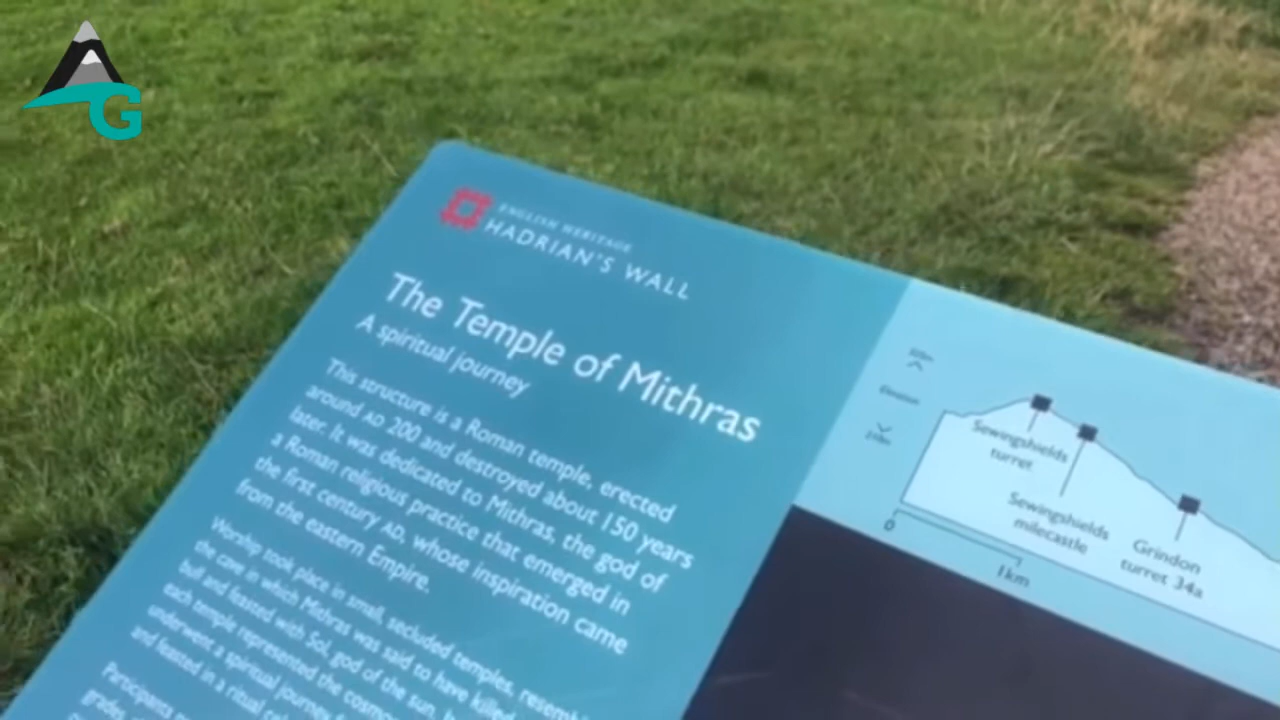 G
ENGLISH HERITAGE
HADRIAN'S WALL
The Temple of Mithras
A spiritual journey
This structure is a Roman temple, erected
around AD 200 and destroyed about 150 years
later. It was dedicated to Mithras, the god of
a Roman religious practice that emerged in
the first century AD, whose inspiration came
from the eastern Empire.
Worship took place in small, secluded temples,
the cave in which Mithras was said to have killed
bull and feasted with Sol, god of the sun.
each temple represented the
underwent a spiritual journey
and feasted in a ritual
Participants
grades,
Elevation
Sewingshields
turret
Sewingshields
milecastle
Grindon
turret 34a
0
1km